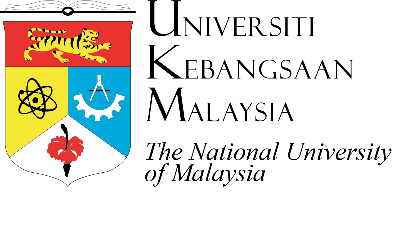 UNIVERSITI
KEBANGSAAN
MALAYSIA
The National University
of Malaysia